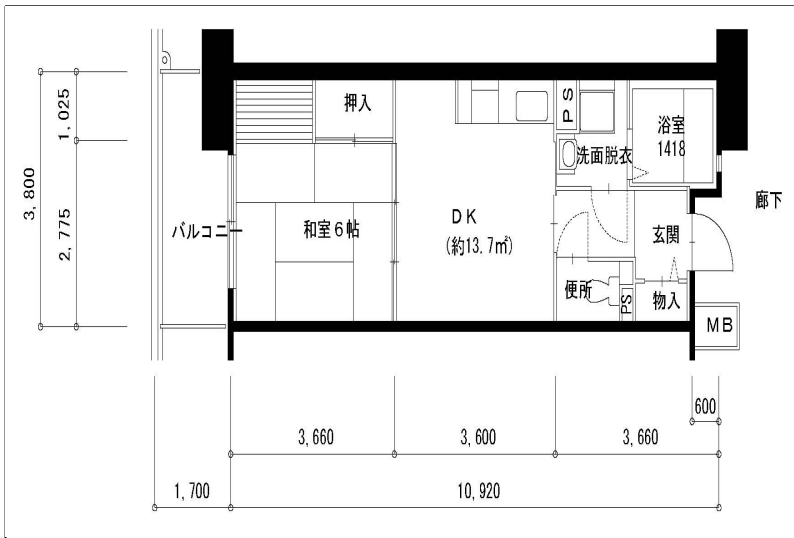 押入
PS
浴室
1418
洗面脱衣
1,025
3,800
2,775
バルコニー
和室6帖
DK
(約13.7㎡)
玄関
廊下
便所
PS
物入
MB
600
3,660
3,600
3,660
1,700
10,920